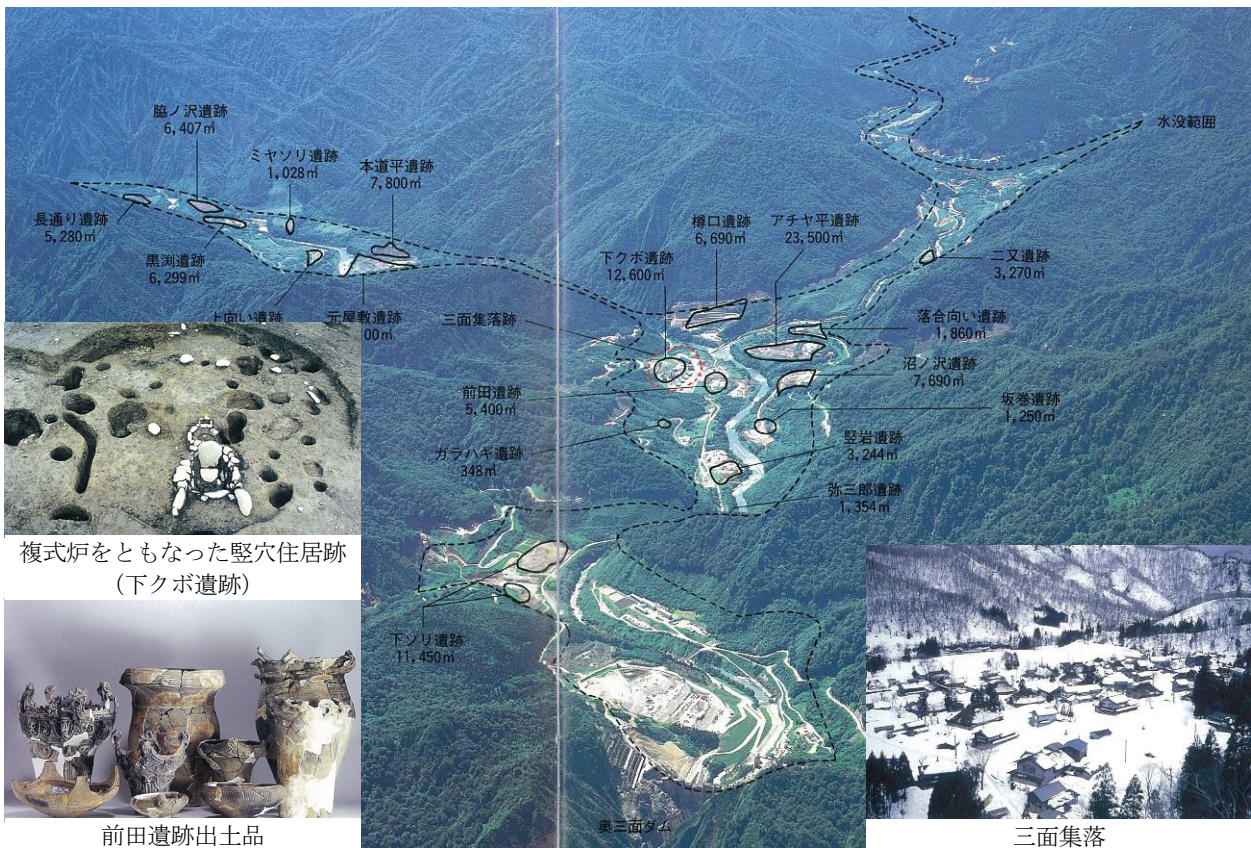 水没範囲
脇ノ沢遺跡
6,407㎡
ミヤソリ遺跡
1,028㎡
本道平遺跡
7,800㎡
長通り遺跡
5,280㎡
黒渕遺跡
6,299㎡
上向い遺跡
元屋敷遺跡
00㎡
三面集落跡
下クボ遺跡
12,600㎡
樽口遺跡
6,690㎡
アチヤ平遺跡
23,500㎡
二又遺跡
3,270㎡
落合向い遺跡
1,860㎡
沼ノ沢遺跡
7,690㎡
前田遺跡
5,400㎡
坂巻遺跡
1,250㎡
ガラハギ遺跡
348㎡
竪岩遺跡
3,244㎡
弥三郎遺跡
1,354㎡
下ソリ遺跡
11,450㎡
奥三面ダム
複式炉をともなった竪穴住居跡
(下クボ遺跡)
前田遺跡出土品
三面集落